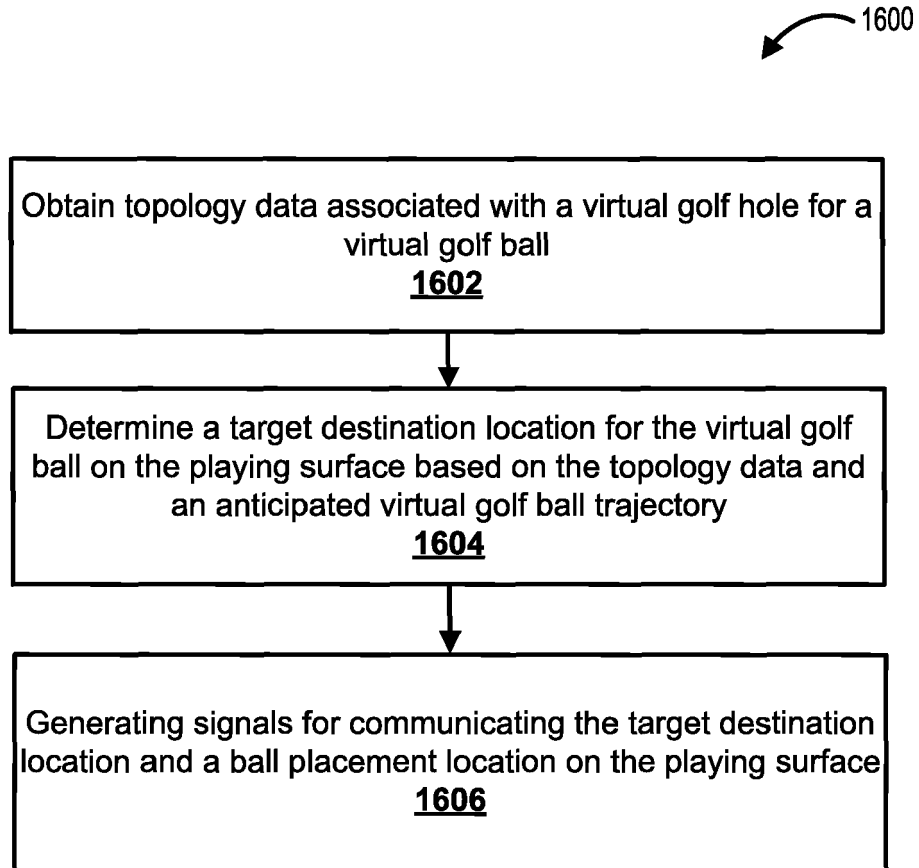 1600
Obtain topology data associated with a virtual golf hole for a
virtual golf ball
1602
Determine a target destination location for the virtual golf
ball on the playing surface based on the topology data and
an anticipated virtual golf ball trajectory
1604
Generating signals for communicating the target destination
location and a ball placement location on the playing surface
1606